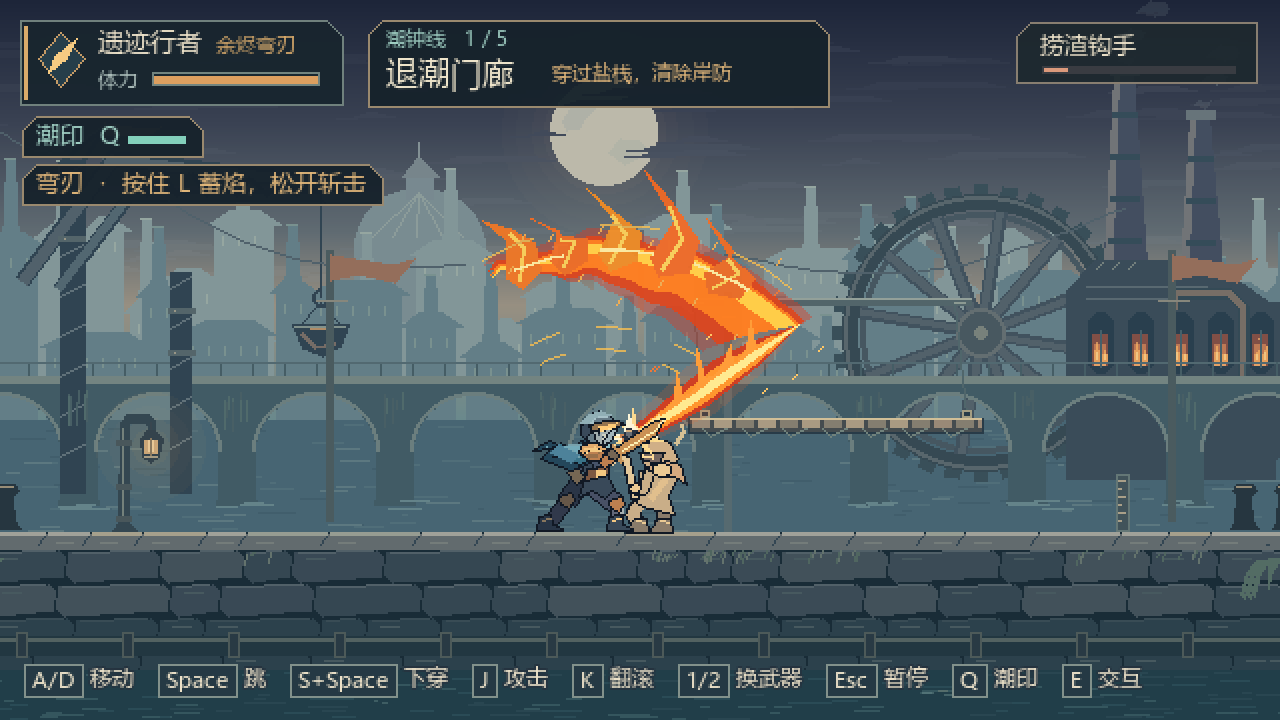 遗迹行者 余烬弯刃
体力
潮钟线 1 / 5
退潮门廊 穿过盐栈，清除岸防
捞渣钩手
潮印 Q
弯刃 · 按住 L 蓄焰，松开斩击
A/D 移动 Space 跳 S+Space 下穿 J 攻击 K 翻滚 1/2 换武器 Esc 暂停 Q 潮印 E 交互